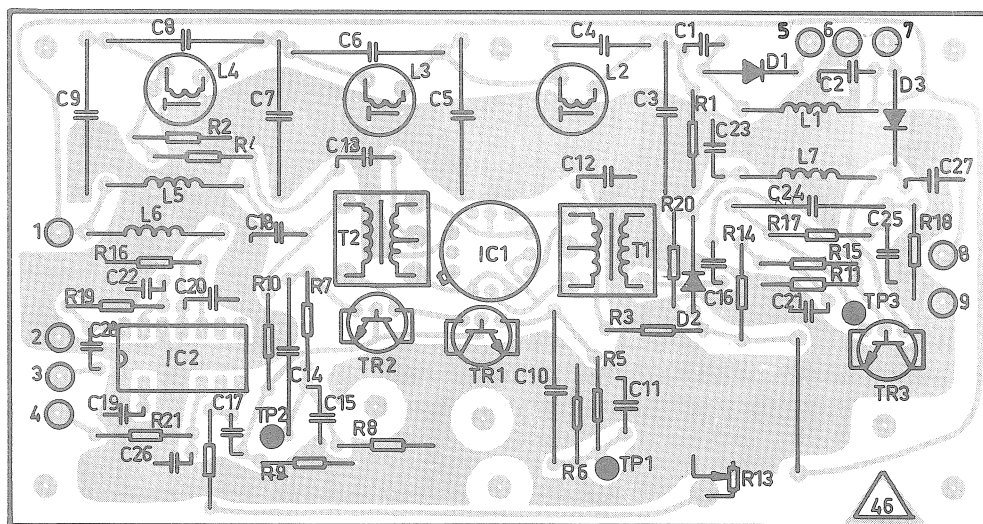 C8 C6 C4 C1 5 6 7
L4 L3 L2 D1 C2 D3
C9 C7 C5 C3 R1 L1
R2 C23
R4 C13 C12 L7 C27
L5 C24
L6 C18 R20 R17 C25 R18
1 T2 IC1 T1 R14 R15 8
R16 R11
C22 C20 R10 R7 C16 C21 TP3 9
R19 R3 D2
2 C28 IC2 TR2 TR1 R5 TR3
3 C14 C10 C11
4 C19 C17 TP2 C15
R21 R8
C26 R9 R6 TP1 R13
46